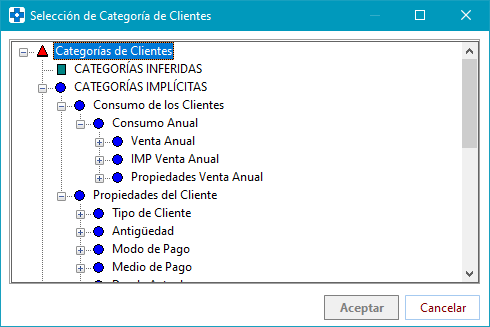 Selección de Categoría de Clientes
Categorías de Clientes
CATEGORÍAS INFERIDAS
CATEGORÍAS IMPLÍCITAS
Consumo de los Clientes
Consumo Anual
Venta Anual
IMP Venta Anual
Propiedades Venta Anual
Propiedades del Cliente
Tipo de Cliente
Antigüedad
Modo de Pago
Medio de Pago
Aceptar Cancelar